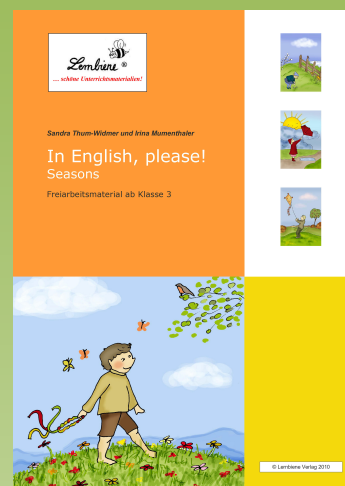 Lernbiene ®
... schöne Unterrichtsmaterialien!
Sandra Thum-Widmer und Irina Mumenthaler
In English, please!
Seasons
Freiarbeitsmaterial ab Klasse 3
© Lernbiene Verlag 2010